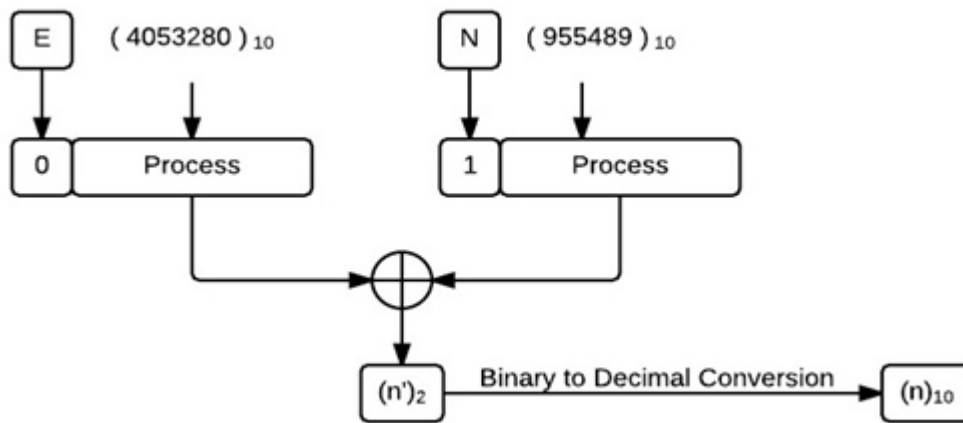 E ( 4053280 ) 10 N ( 955489 ) 10
0 Process 1 Process
(n')2 Binary to Decimal Conversion (n)10